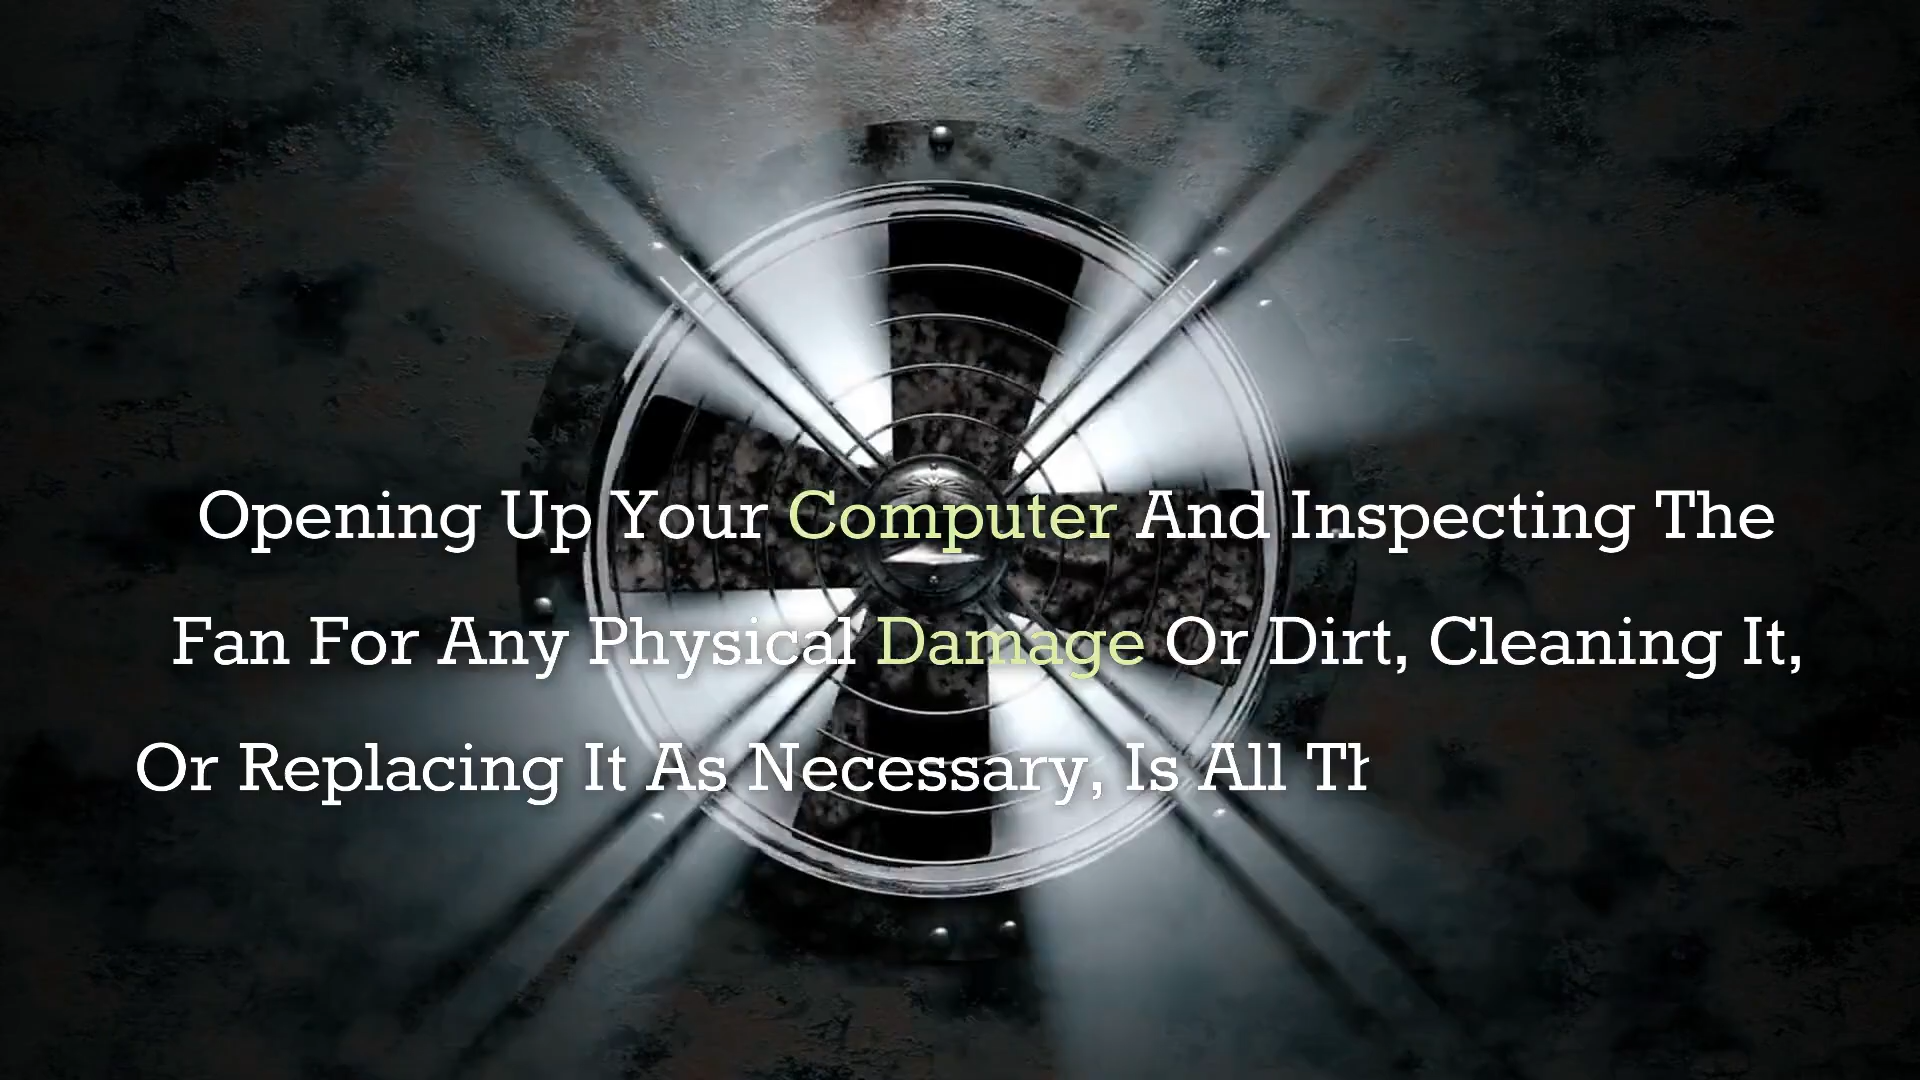 Opening Up Your Computer And Inspecting The
Fan For Any Physical Damage Or Dirt, Cleaning It,
Or Replacing It As Necessary, Is All